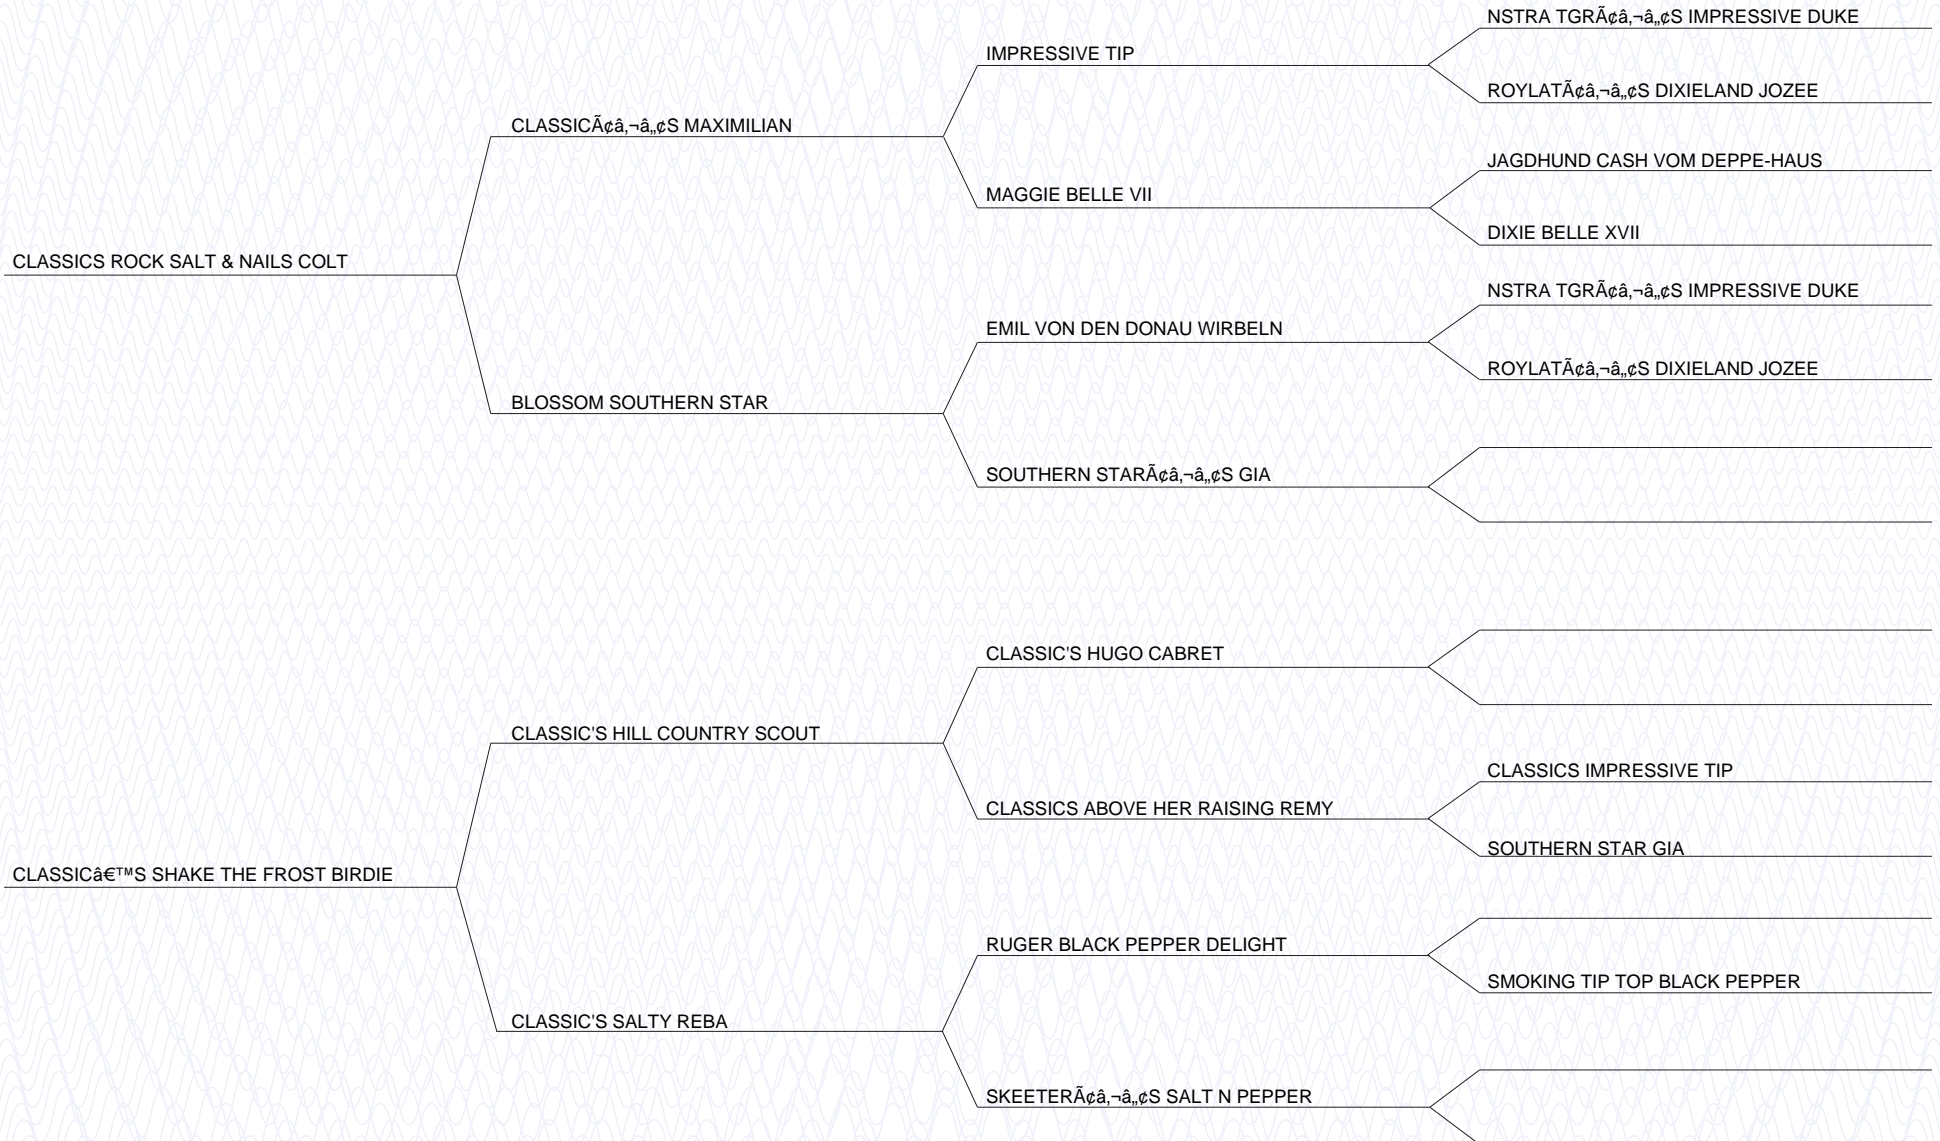 NSTRA TGRÃ¢â‚¬â„¢S IMPRESSIVE DUKE
IMPRESSIVE TIP
ROYLATÃ¢â‚¬â„¢S DIXIELAND JOZEE
CLASSICÃ¢â‚¬â„¢S MAXIMILIAN
JAGDHUND CASH VOM DEPPE-HAUS
MAGGIE BELLE VII
DIXIE BELLE XVII
CLASSICS ROCK SALT & NAILS COLT
NSTRA TGRÃ¢â‚¬â„¢S IMPRESSIVE DUKE
EMIL VON DEN DONAU WIRBELN
ROYLATÃ¢â‚¬â„¢S DIXIELAND JOZEE
BLOSSOM SOUTHERN STAR
SOUTHERN STARÃ¢â‚¬â„¢S GIA
CLASSIC'S HUGO CABRET
CLASSIC'S HILL COUNTRY SCOUT
CLASSICS IMPRESSIVE TIP
CLASSICS ABOVE HER RAISING REMY
SOUTHERN STAR GIA
CLASSICâ€™S SHAKE THE FROST BIRDIE
RUGER BLACK PEPPER DELIGHT
SMOKING TIP TOP BLACK PEPPER
CLASSIC'S SALTY REBA
SKEETERÃ¢â‚¬â„¢S SALT N PEPPER